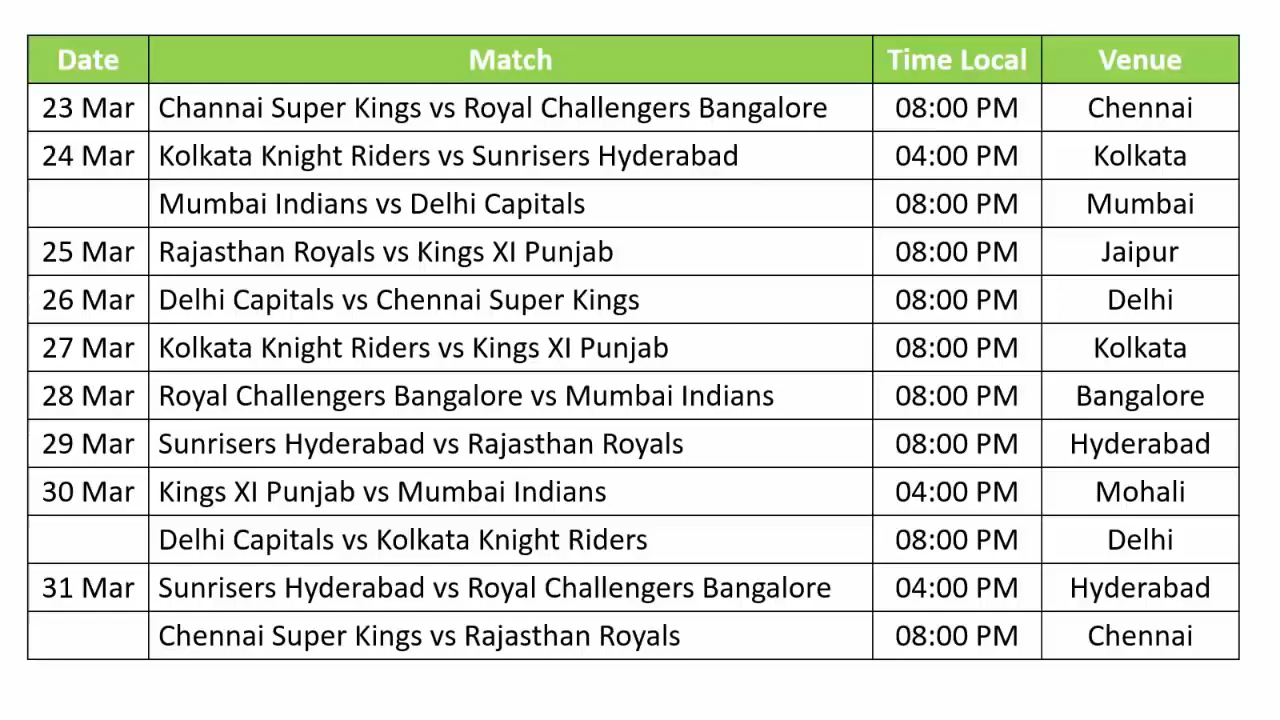 Date Match Time Local Venue
23 Mar Channai Super Kings vs Royal Challengers Bangalore 08:00 PM Chennai
24 Mar Kolkata Knight Riders vs Sunrisers Hyderabad 04:00 PM Kolkata
Mumbai Indians vs Delhi Capitals 08:00 PM Mumbai
25 Mar Rajasthan Royals vs Kings XI Punjab 08:00 PM Jaipur
26 Mar Delhi Capitals vs Chennai Super Kings 08:00 PM Delhi
27 Mar Kolkata Knight Riders vs Kings XI Punjab 08:00 PM Kolkata
28 Mar Royal Challengers Bangalore vs Mumbai Indians 08:00 PM Bangalore
29 Mar Sunrisers Hyderabad vs Rajasthan Royals 08:00 PM Hyderabad
30 Mar Kings XI Punjab vs Mumbai Indians 04:00 PM Mohali
Delhi Capitals vs Kolkata Knight Riders 08:00 PM Delhi
31 Mar Sunrisers Hyderabad vs Royal Challengers Bangalore 04:00 PM Hyderabad
Chennai Super Kings vs Rajasthan Royals 08:00 PM Chennai